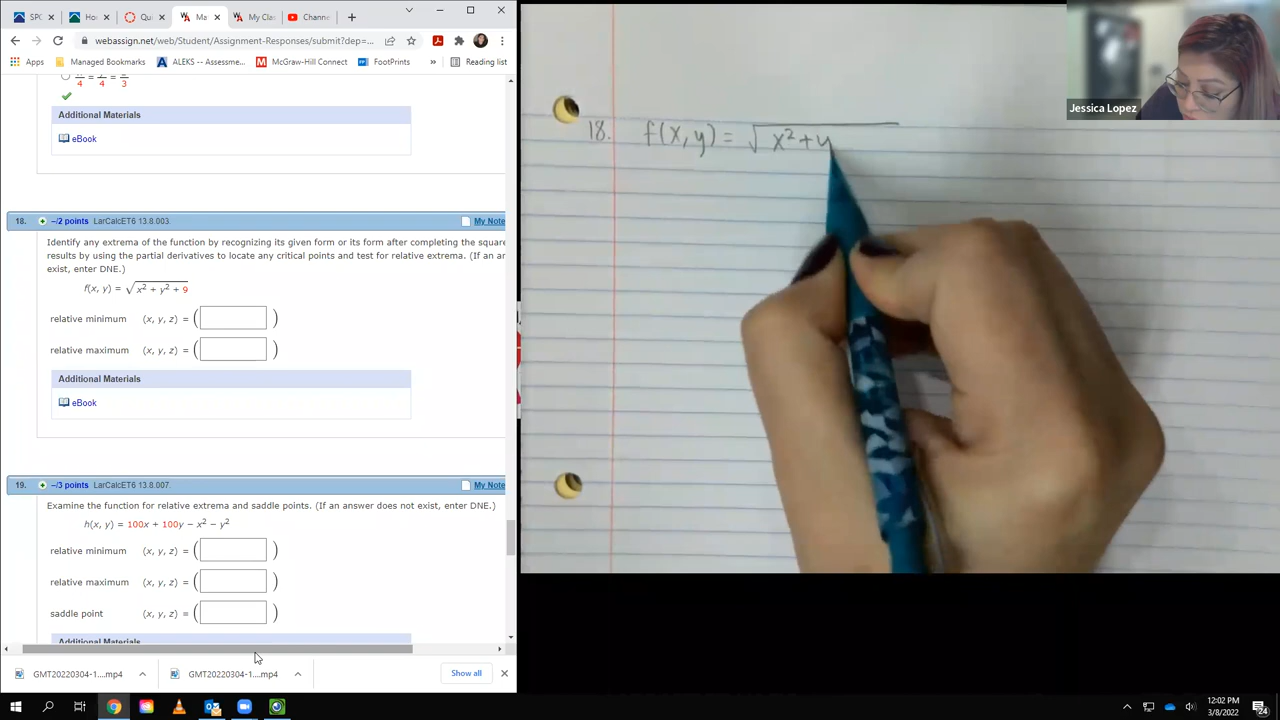 SPC
Hor
Qui
Ma
My Cla
Channe
webassign.net/web/Student/Assignment-Responses/submit?dep=...
Apps
Managed Bookmarks
ALEKS -- Assessme...
McGraw-Hill Connect
FootPrints
»
Reading list
Additional Materials
eBook
18.
–/2 points
LarCalcET6 13.8.003.
My Note
Identify any extrema of the function by recognizing its given form or its form after completing the square
results by using the partial derivatives to locate any critical points and test for relative extrema. (If an
exist, enter DNE.)
f(x, y) = √x² + y² + 9
relative minimum (x, y, z) = ( )
relative maximum (x, y, z) = ( )
Additional Materials
eBook
19.
–/3 points
LarCalcET6 13.8.007.
My Note
Examine the function for relative extrema and saddle points. (If an answer does not exist, enter DNE.)
h(x, y) = 100x + 100y − x² − y²
relative minimum (x, y, z) = ( )
relative maximum (x, y, z) = ( )
saddle point (x, y, z) = ( )
Additional Materials
GMT20220304-1....mp4
GMT20220304-1....mp4
Show all
12:02 PM
3/8/2022
24
18. f(x,y) = √x²+y
Jessica Lopez